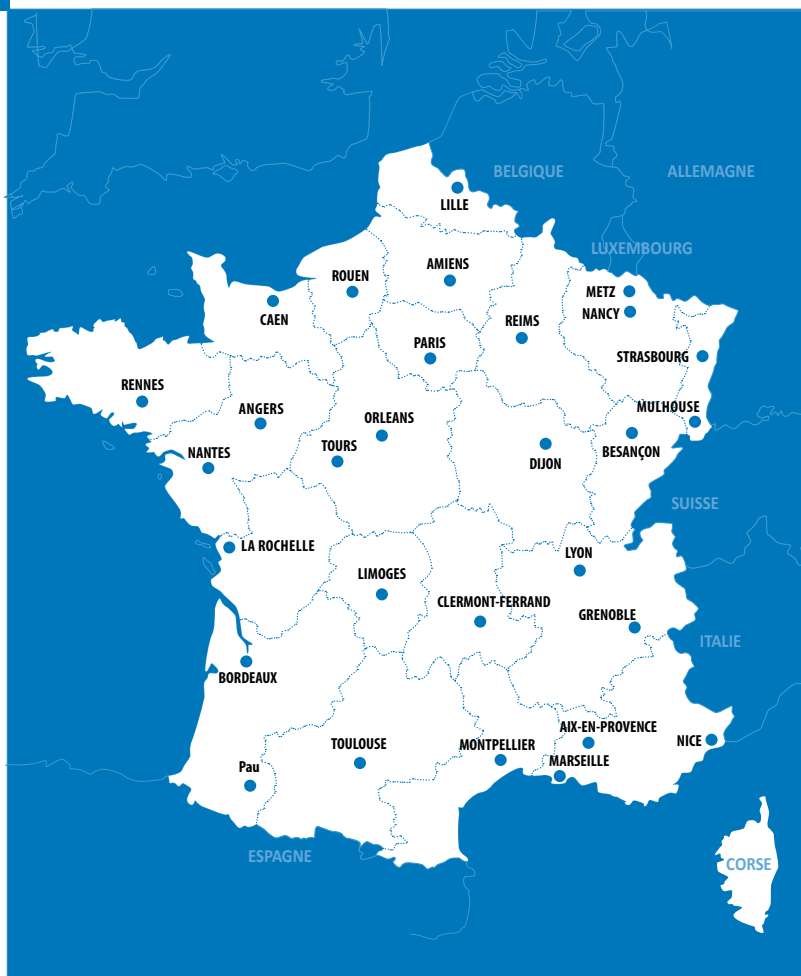 BELGIQUE
ALLEMAGNE
LILLE
LUXEMBOURG
ROUEN
AMIENS
METZ
NANCY
CAEN
REIMS
PARIS
STRASBOURG
RENNES
ANGERS
ORLEANS
MULHOUSE
NANTES
TOURS
DIJON
BESANÇON
SUISSE
LA ROCHELLE
LYON
LIMOGES
CLERMONT-FERRAND
GRENOBLE
ITALIE
BORDEAUX
AIX-EN-PROVENCE
TOULOUSE
MONTPELLIER
NICE
MARSEILLE
Pau
ESPAGNE
CORSE